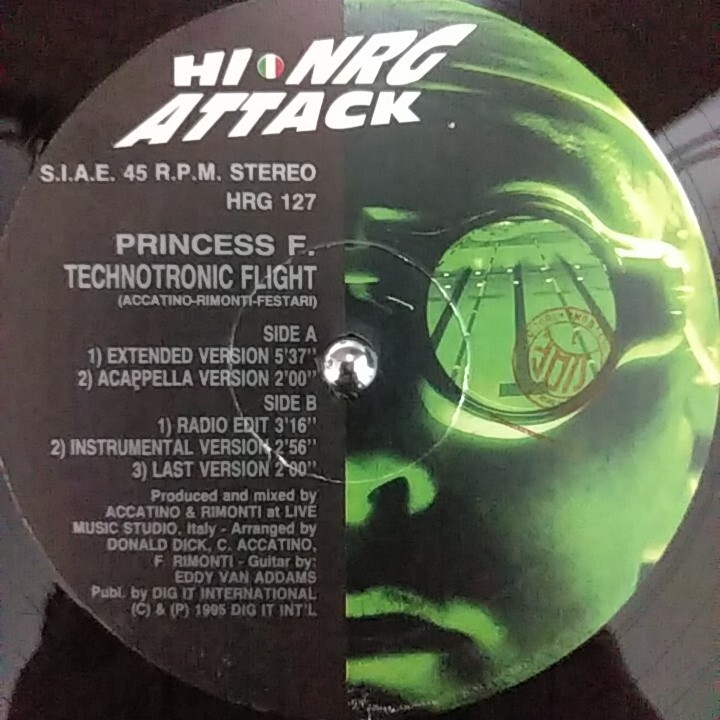 HI NRG
ATTACK
S.I.A.E. 45 R.P.M. STEREO
HRG 127
PRINCESS F.
TECHNOTRONIC FLIGHT
(ACCATINO-RIMONTI-FESTARI)
SIDE A
1) EXTENDED VERSION 5'37"
2) ACAPPELLA VERSION 2'00"
SIDE B
1) RADIO EDIT 3'16"
2) INSTRUMENTAL VERSION 2'56"
3) LAST VERSION 2'00"
Produced and mixed by
ACCATINO & RIMONTI at LIVE
MUSIC STUDIO, Italy - Arranged by
DONALD DICK, C. ACCATINO,
F. RIMONTI - Guitar by:
EDDY VAN ADDAMS
Publ. by DIG IT INTERNATIONAL
(C) & (P) 1995 DIG IT INT'L